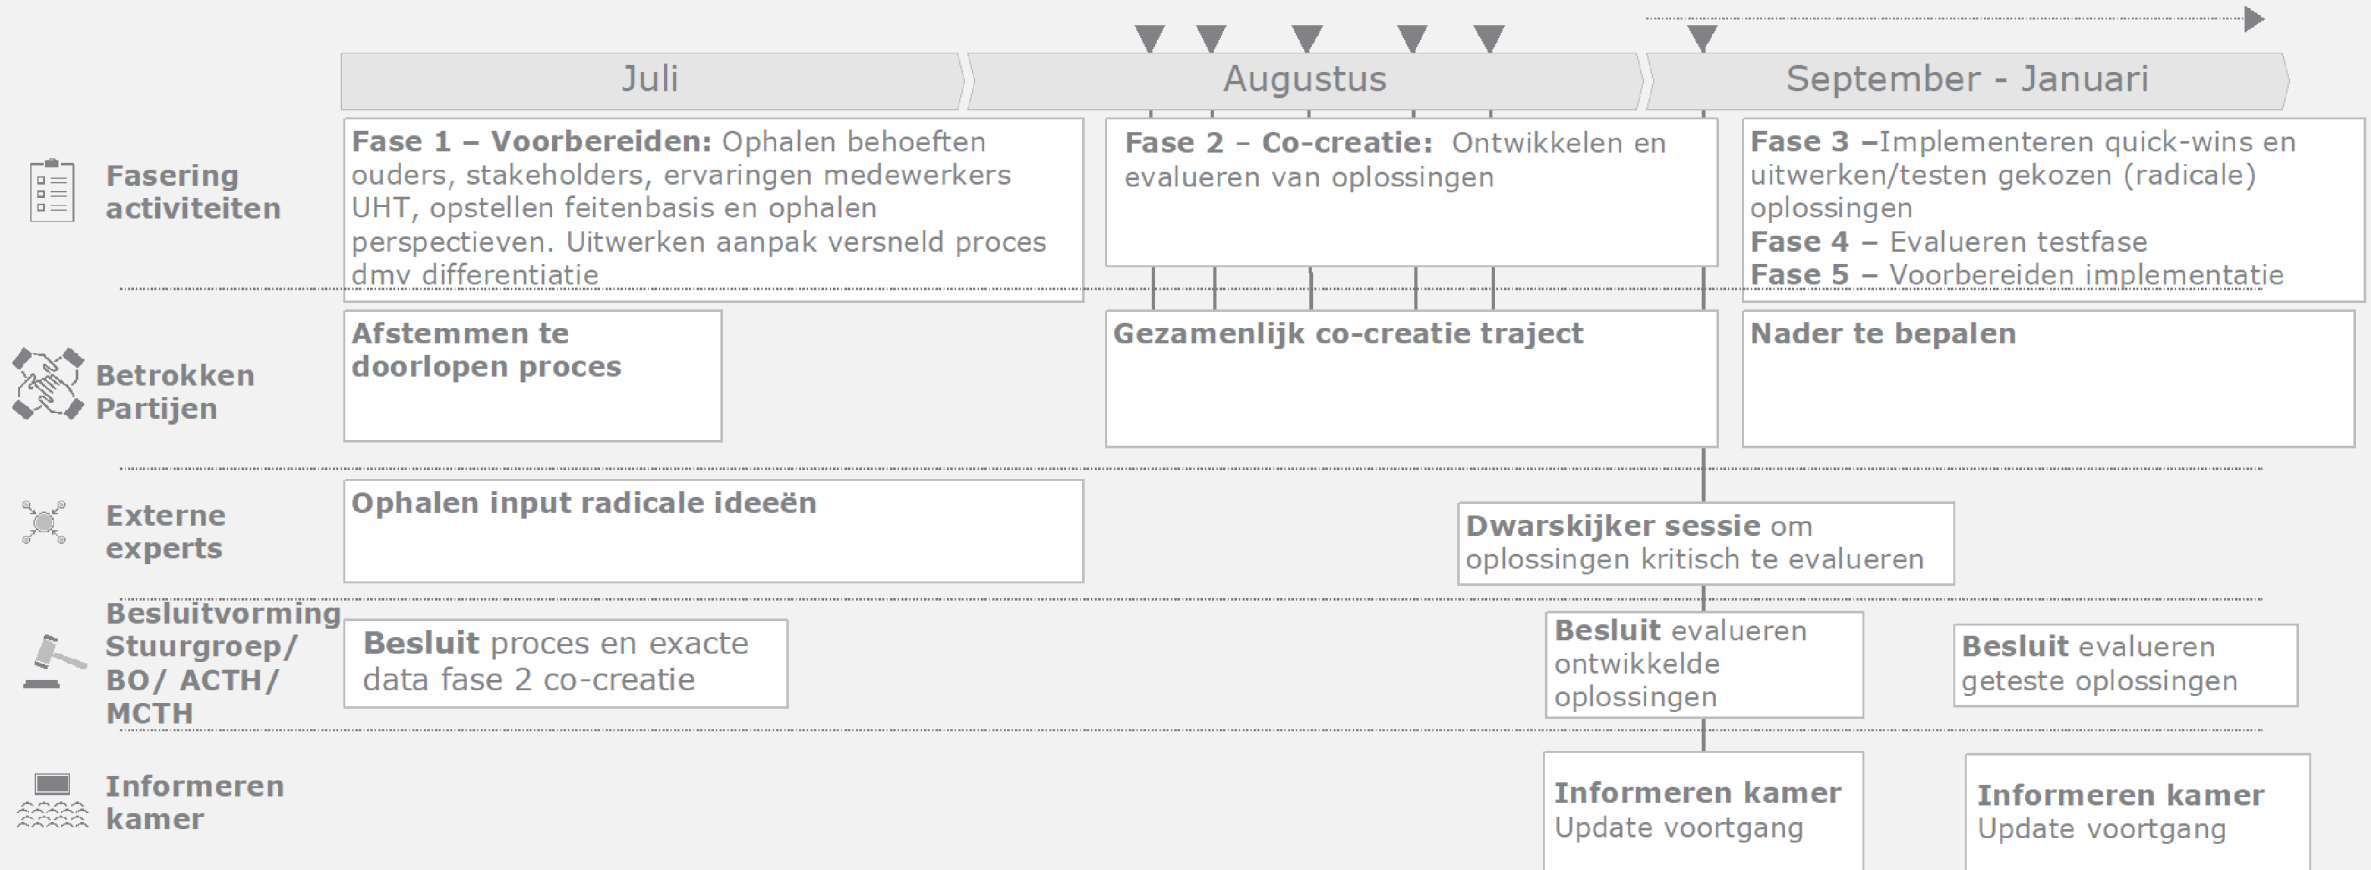 Juli
Augustus
September - Januari
Fasering
activiteiten
Fase 1 – Voorbereiden: Ophalen behoeften
ouders, stakeholders, ervaringen medewerkers
UHT, opstellen feitenbasis en ophalen
perspectieven. Uitwerken aanpak versneld proces
dmv differentiatie
Fase 2 – Co-creatie: Ontwikkelen en
evalueren van oplossingen
Fase 3 –Implementeren quick-wins en
uitwerken/testen gekozen (radicale)
oplossingen
Fase 4 – Evalueren testfase
Fase 5 – Voorbereiden implementatie
Betrokken
Partijen
Afstemmen te
doorlopen proces
Gezamenlijk co-creatie traject
Nader te bepalen
Externe
experts
Ophalen input radicale ideeën
Dwarskijker sessie om
oplossingen kritisch te evalueren
Besluitvorming
Stuurgroep/
BO/ ACTH/
MCTH
Besluit proces en exacte
data fase 2 co-creatie
Besluit evalueren
ontwikkelde
oplossingen
Besluit evalueren
geteste oplossingen
Informeren
kamer
Informeren kamer
Update voortgang
Informeren kamer
Update voortgang